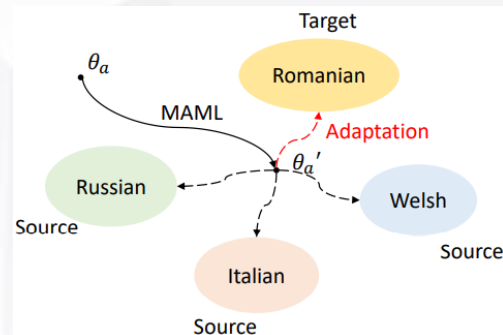 Target
θₐ
Romanian
MAML
Adaptation
θₐ′
Russian
Welsh
Source
Source
Italian
Source